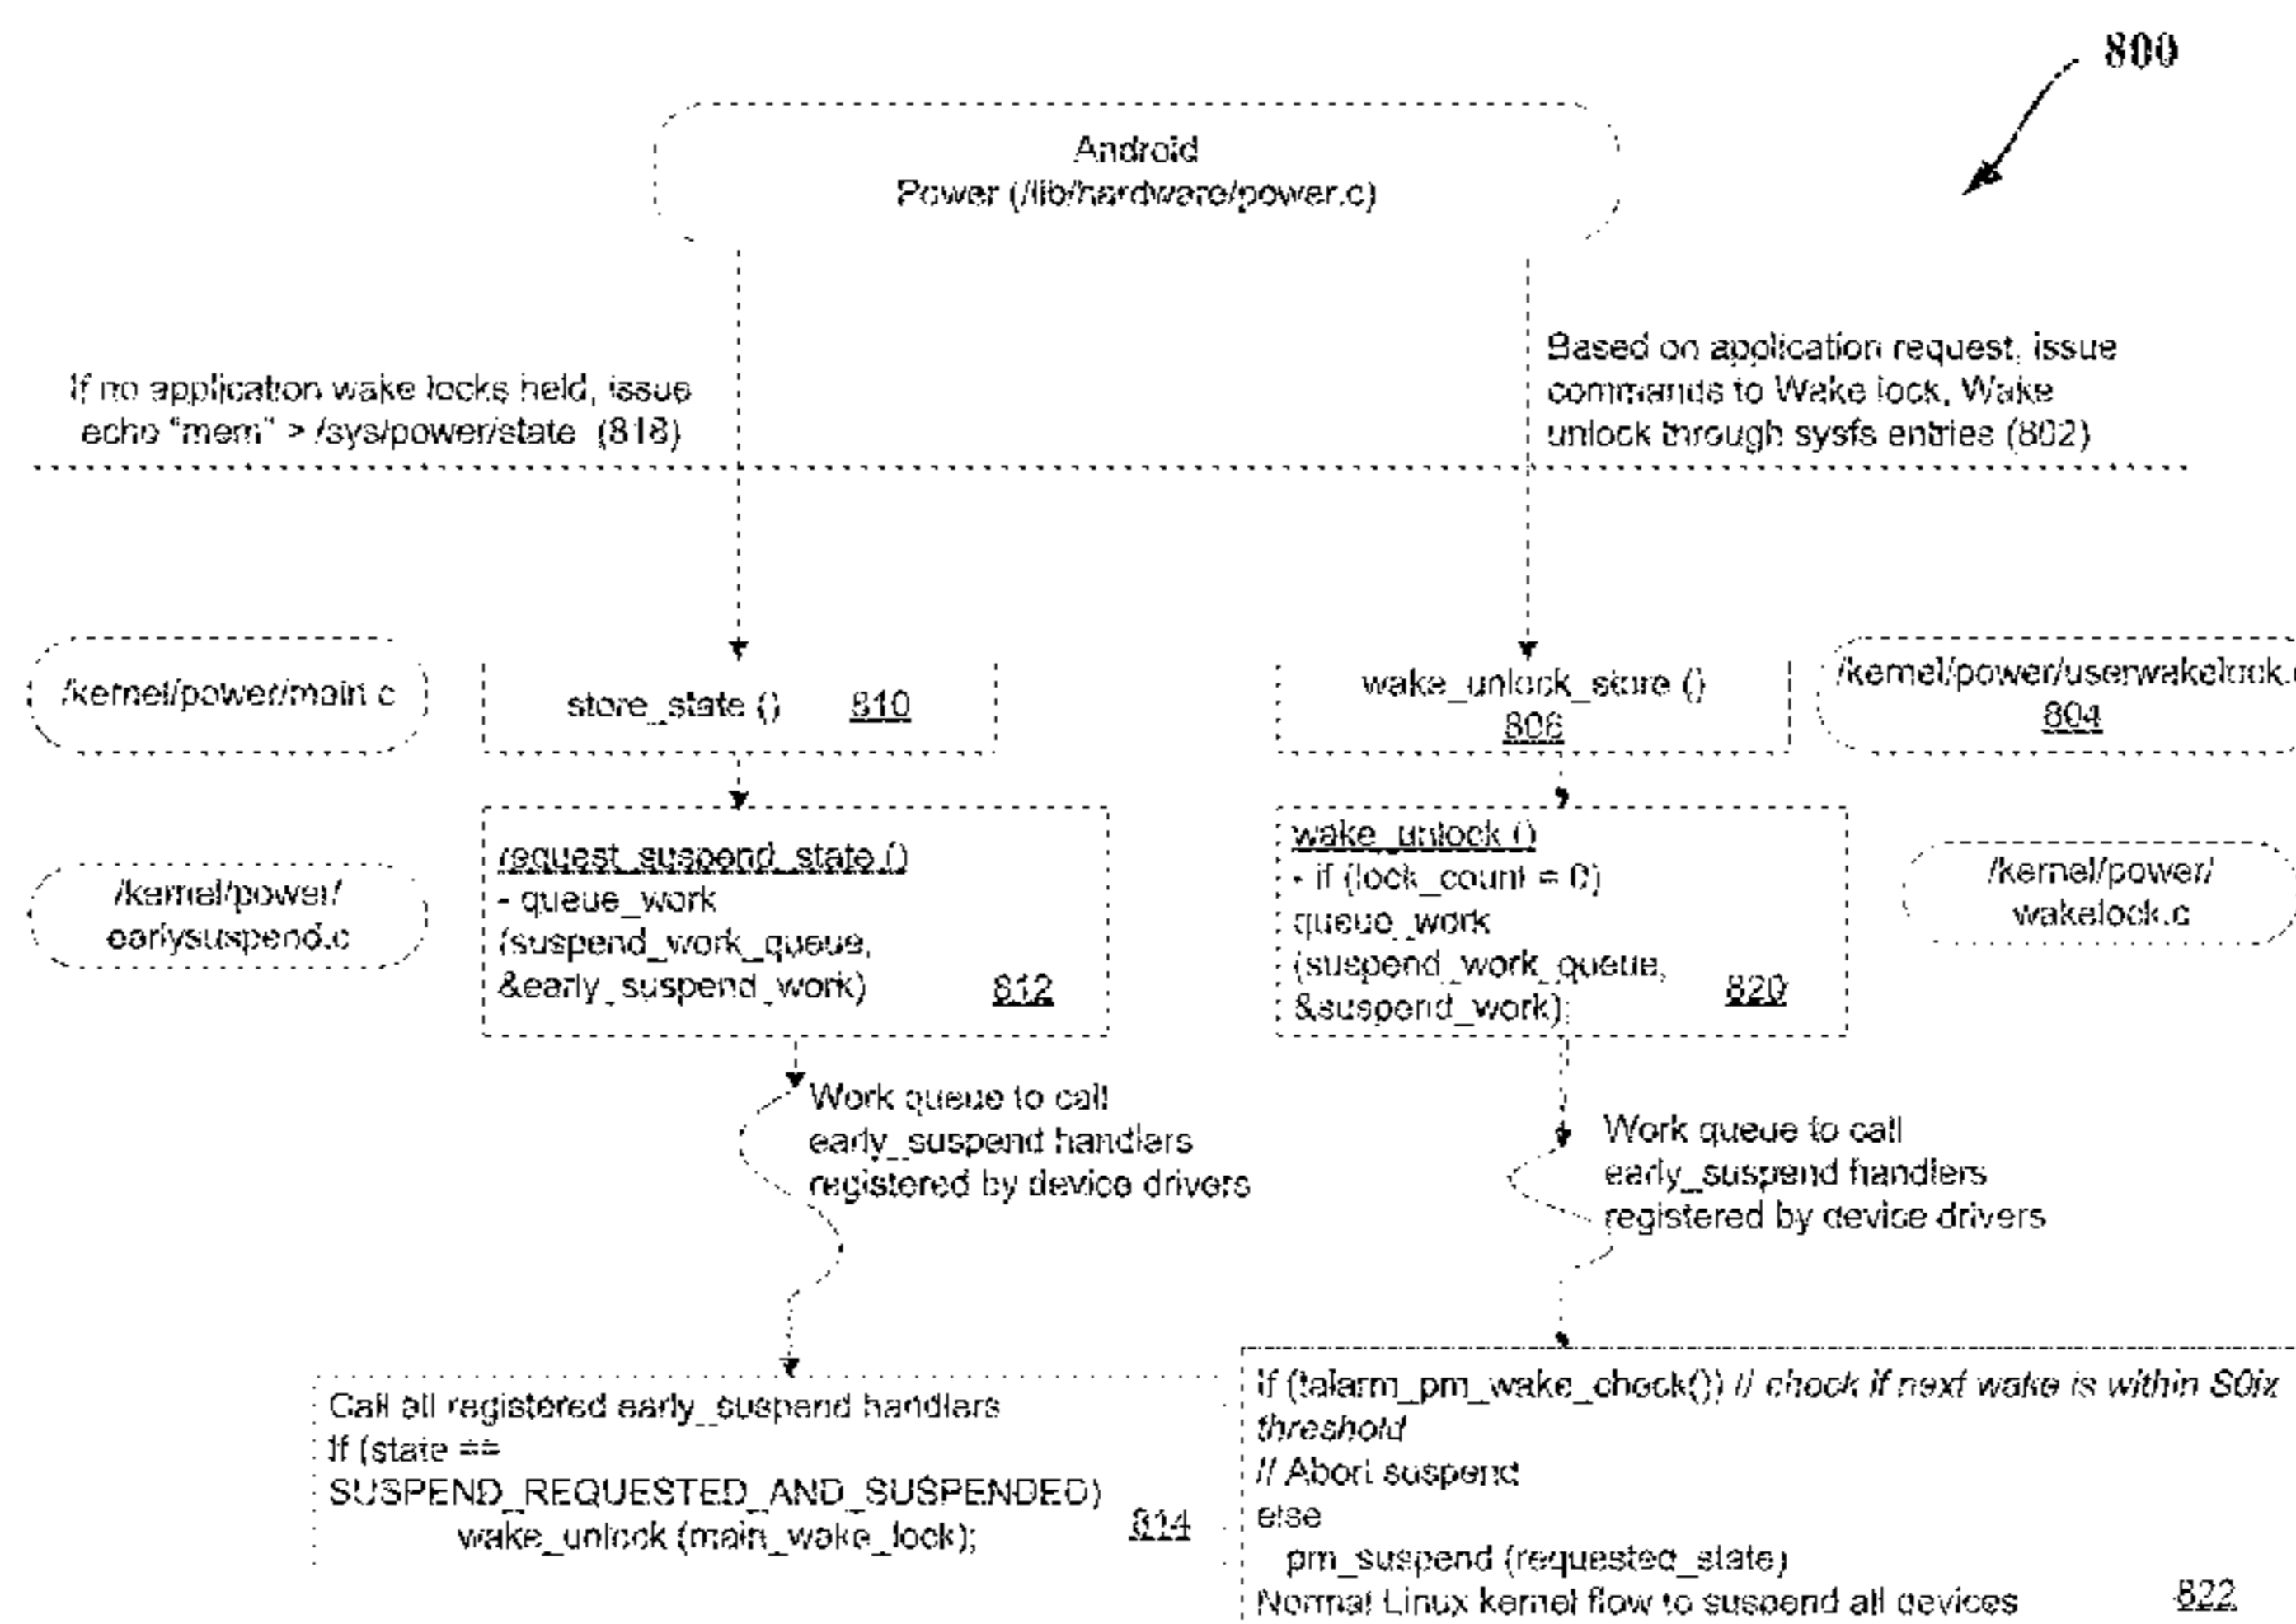 800
Android
Power (/lib/hardware/power.c)
If no application wake locks held, issue
echo "mem" > /sys/power/state (818)
Based on application request, issue
commands to Wake lock, Wake
unlock through sysfs entries (802)
/kernel/power/main.c
store_state () 810
wake_unlock_store ()
806
/kernel/power/userwakelock.c
804
/kernel/power/
earlysuspend.c
request_suspend_state ()
- queue_work
(suspend_work_queue,
&early_suspend_work) 812
wake_unlock ()
- if (lock_count = 0)
queue_work
(suspend_work_queue,
&suspend_work); 820
/kernel/power/
wakelock.c
Work queue to call
early_suspend handlers
registered by device drivers
Work queue to call
early_suspend handlers
registered by device drivers
Call all registered early_suspend handlers
If (state ==
SUSPEND_REQUESTED_AND_SUSPENDED)
wake_unlock (main_wake_lock); 814
if (!alarm_pm_wake_check()) // check if next wake is within S0ix
threshold
// Abort suspend
else
pm_suspend (requested_state)
Normal Linux kernel flow to suspend all devices 822